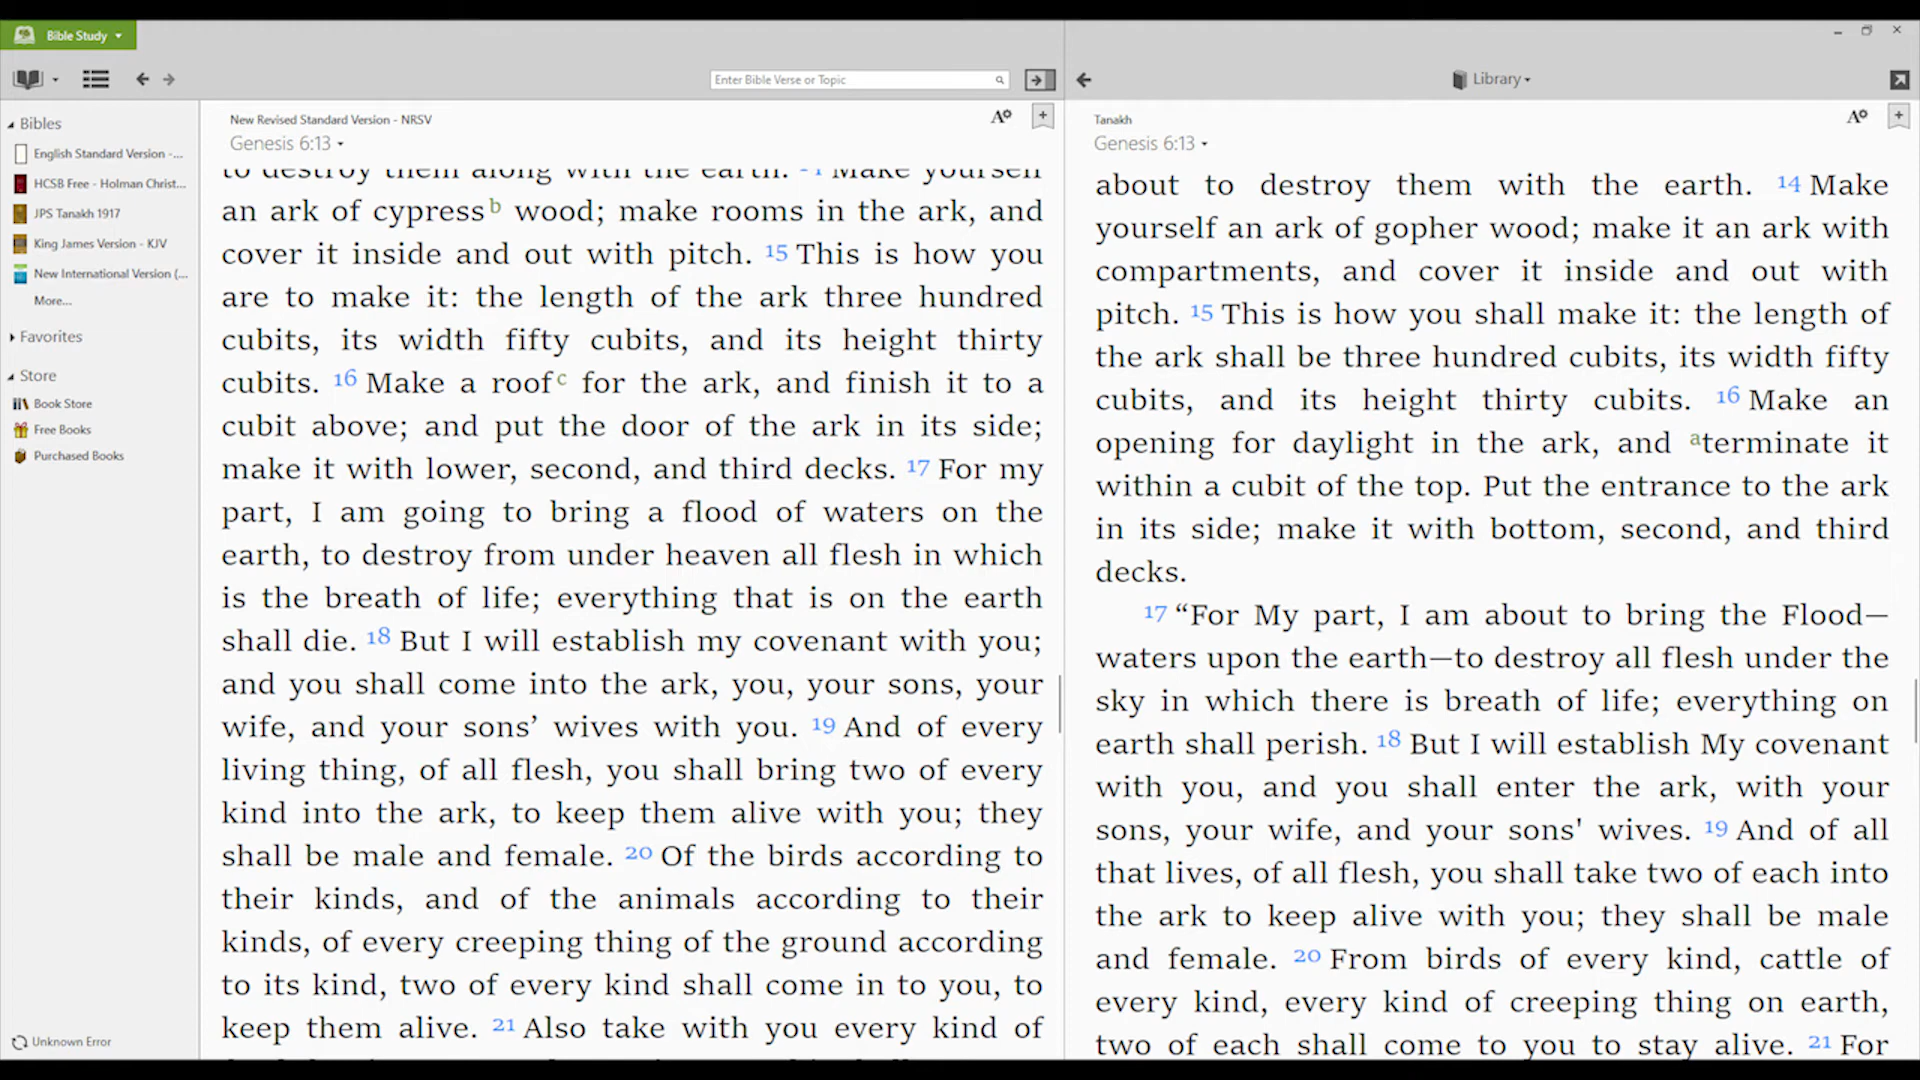 Bible Study
Enter Bible Verse or Topic
Library
Bibles
English Standard Version -...
HCSB Free - Holman Christ...
JPS Tanakh 1917
King James Version - KJV
New International Version (...
More...
Favorites
Store
Book Store
Free Books
Purchased Books
Unknown Error
New Revised Standard Version - NRSV
Genesis 6:13
to destroy them along with the earth. 14 Make yourself
an ark of cypress b wood; make rooms in the ark, and
cover it inside and out with pitch. 15 This is how you
are to make it: the length of the ark three hundred
cubits, its width fifty cubits, and its height thirty
cubits. 16 Make a roof c for the ark, and finish it to a
cubit above; and put the door of the ark in its side;
make it with lower, second, and third decks. 17 For my
part, I am going to bring a flood of waters on the
earth, to destroy from under heaven all flesh in which
is the breath of life; everything that is on the earth
shall die. 18 But I will establish my covenant with you;
and you shall come into the ark, you, your sons, your
wife, and your sons’ wives with you. 19 And of every
living thing, of all flesh, you shall bring two of every
kind into the ark, to keep them alive with you; they
shall be male and female. 20 Of the birds according to
their kinds, and of the animals according to their
kinds, of every creeping thing of the ground according
to its kind, two of every kind shall come in to you, to
keep them alive. 21 Also take with you every kind of
Tanakh
Genesis 6:13
about to destroy them with the earth. 14 Make
yourself an ark of gopher wood; make it an ark with
compartments, and cover it inside and out with
pitch. 15 This is how you shall make it: the length of
the ark shall be three hundred cubits, its width fifty
cubits, and its height thirty cubits. 16 Make an
opening for daylight in the ark, and a terminate it
within a cubit of the top. Put the entrance to the ark
in its side; make it with bottom, second, and third
decks.
17 “For My part, I am about to bring the Flood—
waters upon the earth—to destroy all flesh under the
sky in which there is breath of life; everything on
earth shall perish. 18 But I will establish My covenant
with you, and you shall enter the ark, with your
sons, your wife, and your sons' wives. 19 And of all
that lives, of all flesh, you shall take two of each into
the ark to keep alive with you; they shall be male
and female. 20 From birds of every kind, cattle of
every kind, every kind of creeping thing on earth,
two of each shall come to you to stay alive. 21 For